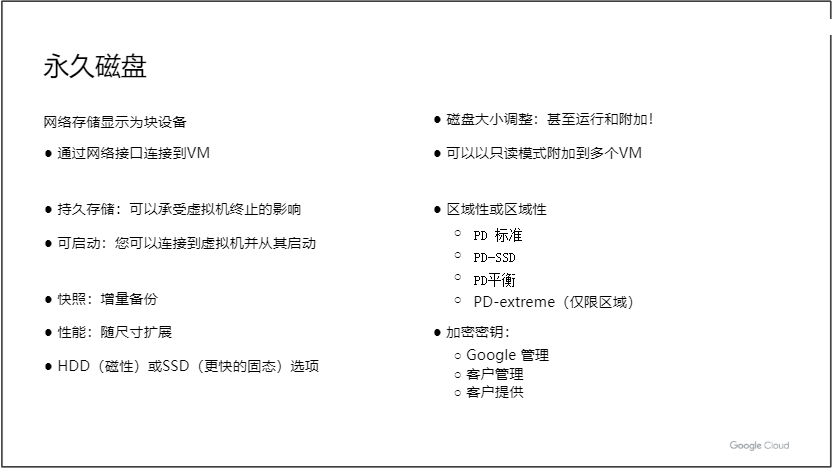 永久磁盘
网络存储显示为块设备
● 通过网络接口连接到VM
● 持久存储：可以承受虚拟机终止的影响
● 可启动：您可以连接到虚拟机并从其启动
● 快照：增量备份
● 性能：随尺寸扩展
● HDD（磁性）或SSD（更快的固态）选项
● 磁盘大小调整：甚至运行和附加！
● 可以以只读模式附加到多个VM
● 区域性或区域性
○ PD 标准
○ PD-SSD
○ PD平衡
○ PD-extreme（仅限区域）
● 加密密钥：
○ Google 管理
○ 客户管理
○ 客户提供
Google Cloud